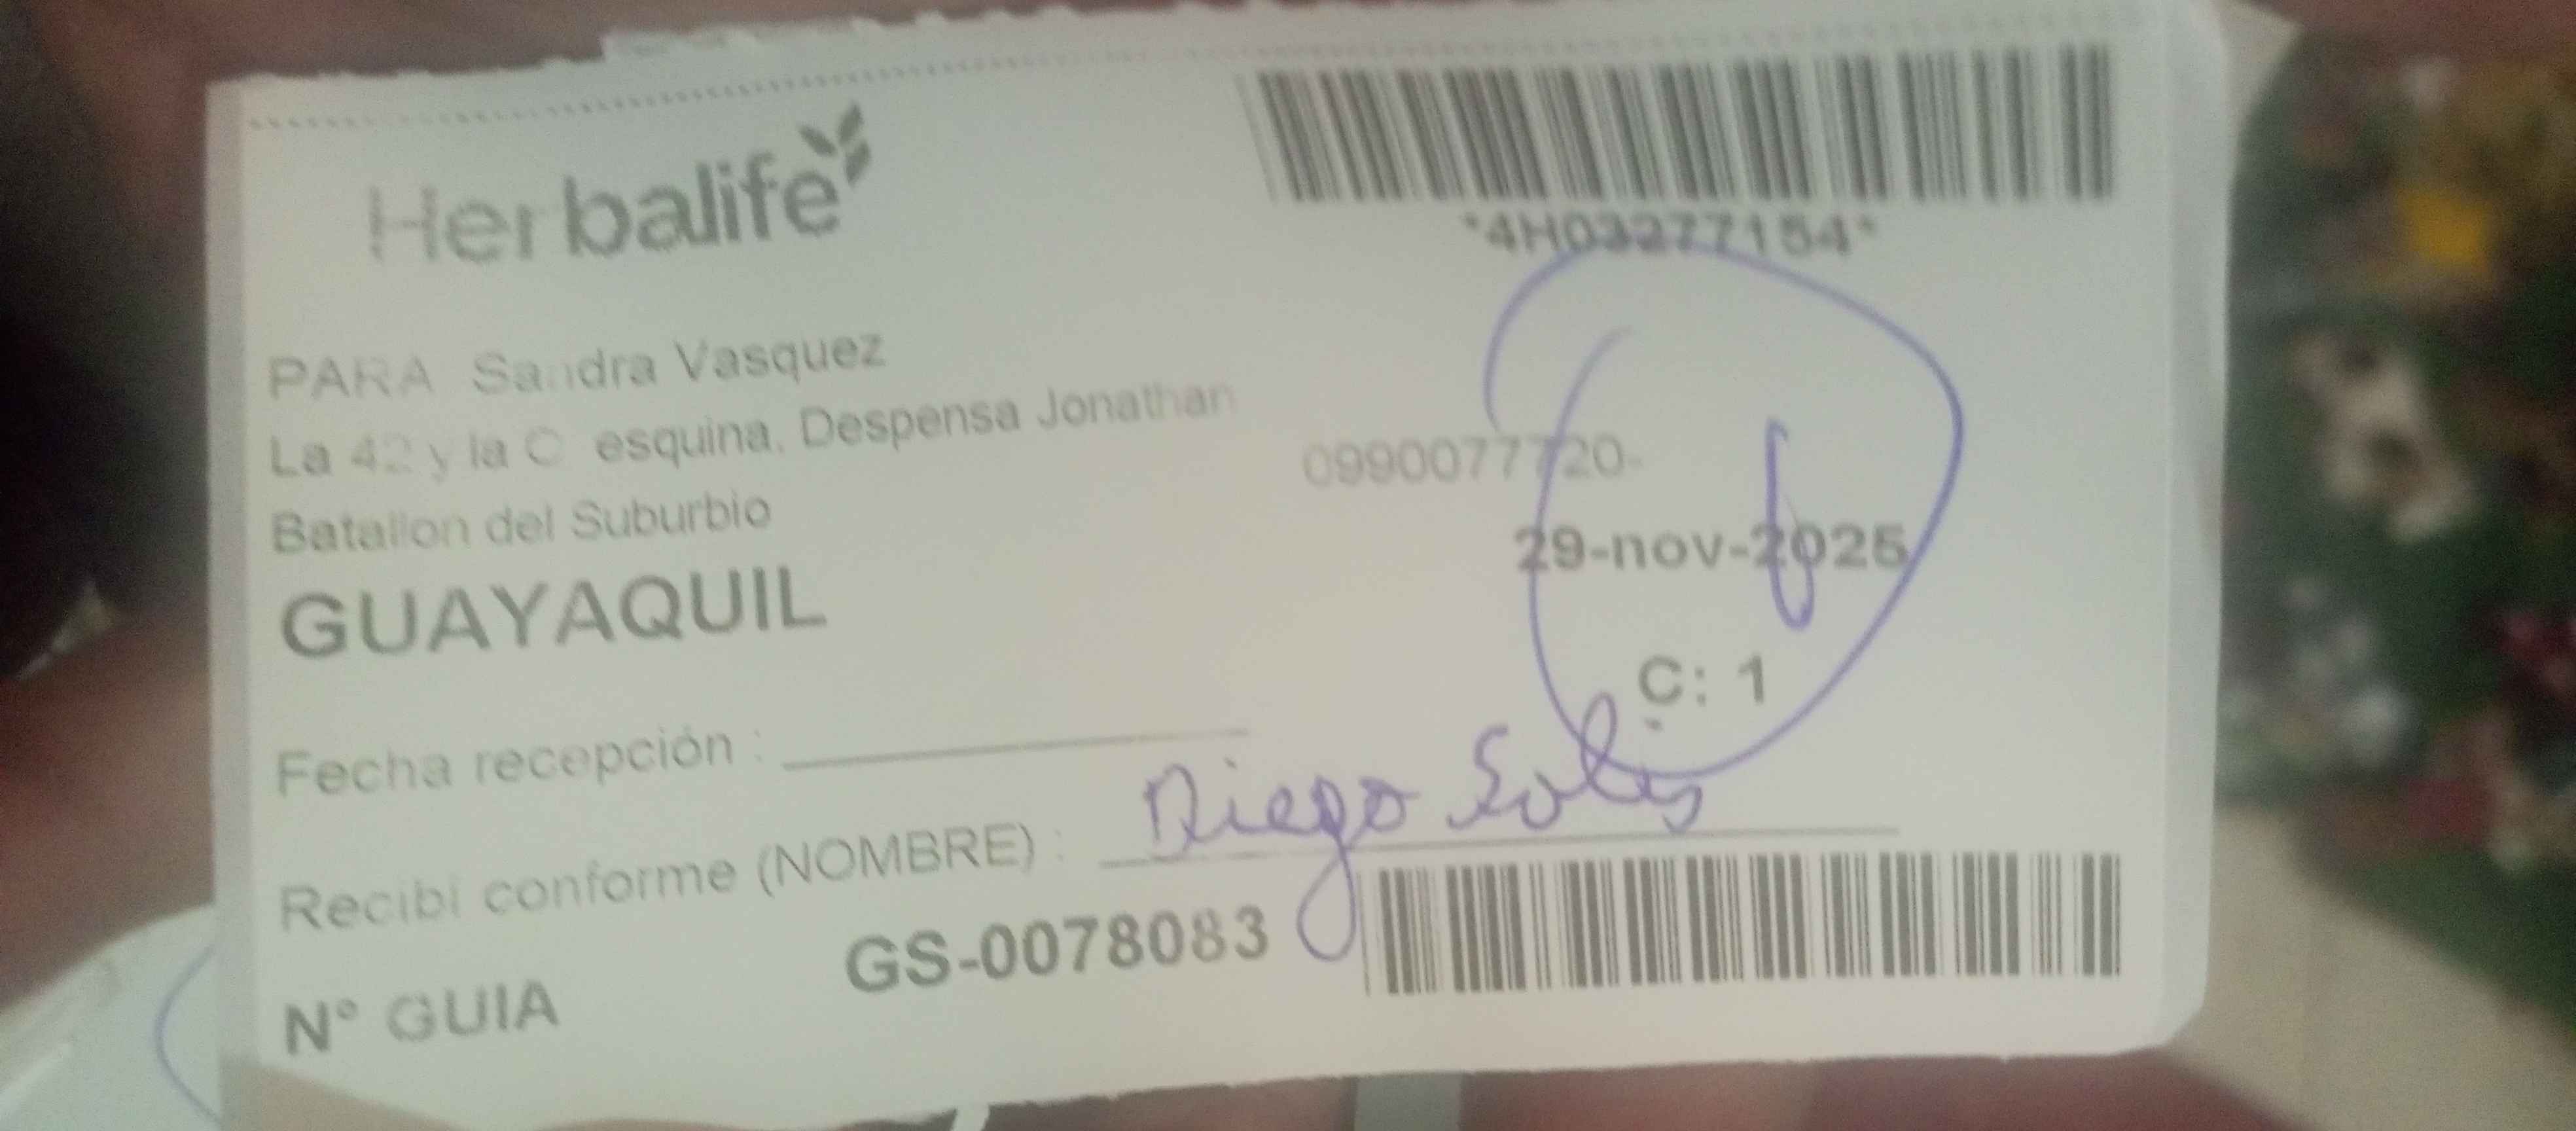 Herbalife
*4H03277154*
PARA Sandra Vasquez
La 42 y la C esquina, Despensa Jonathan
0990077720-
Batallon del Suburbio
29-nov-2025
GUAYAQUIL
C: 1
Fecha recepción :
Recibi conforme (NOMBRE) : Diego Solis
N° GUIA GS-0078083